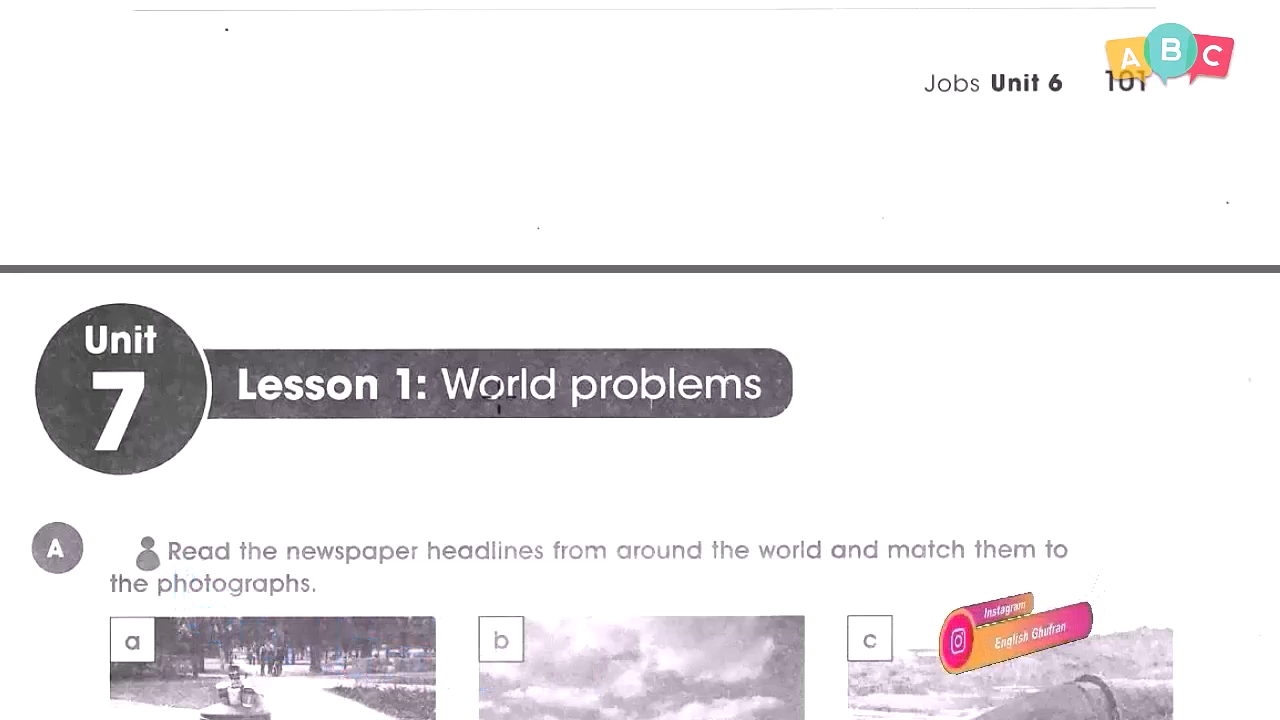 A B C
Jobs Unit 6 101
Unit
7
Lesson 1: World problems
A
Read the newspaper headlines from around the world and match them to
the photographs.
a
b
c
Instagram
English Ghufran